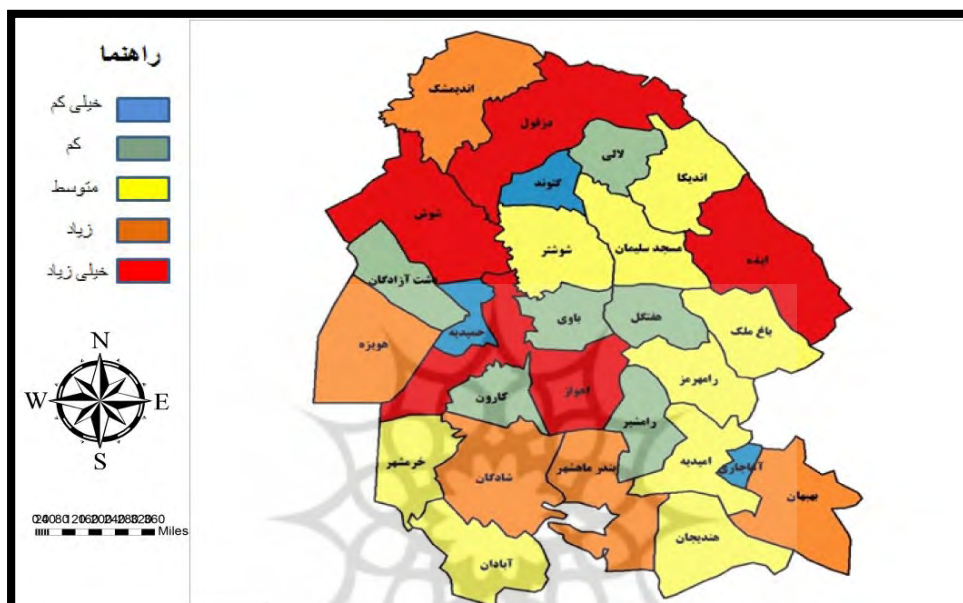 راهنما
خیلی کم
کم
متوسط
زیاد
خیلی زیاد
N
W
E
S
Miles
اندیمشک
دزفول
لالی
اندیکا
گتوند
شوش
شوشتر
مسجد سلیمان
ایذه
دشت آزادگان
حمیدیه
باوی
هفتگل
باغ ملک
هویزه
اهواز
رامهرمز
کارون
رامشیر
خرمشهر
شادگان
بندر ماهشهر
امیدیه
آغاجاری
بهبهان
هندیجان
آبادان